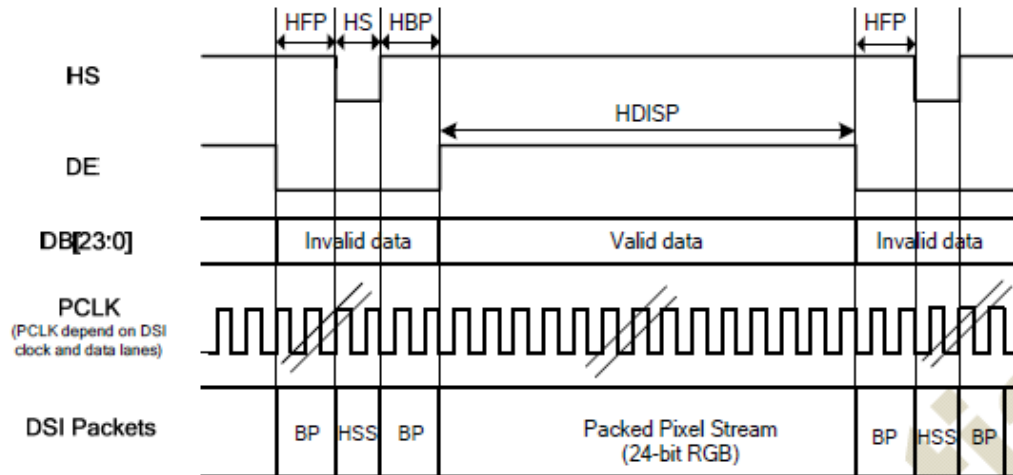 HFP HS HBP HFP
HS
HDISP
DE
DB[23:0] Invalid data Valid data Invalid data
PCLK
(PCLK depend on DSI
clock and data lanes)
DSI Packets BP HSS BP Packed Pixel Stream BP HSS BP
(24-bit RGB)